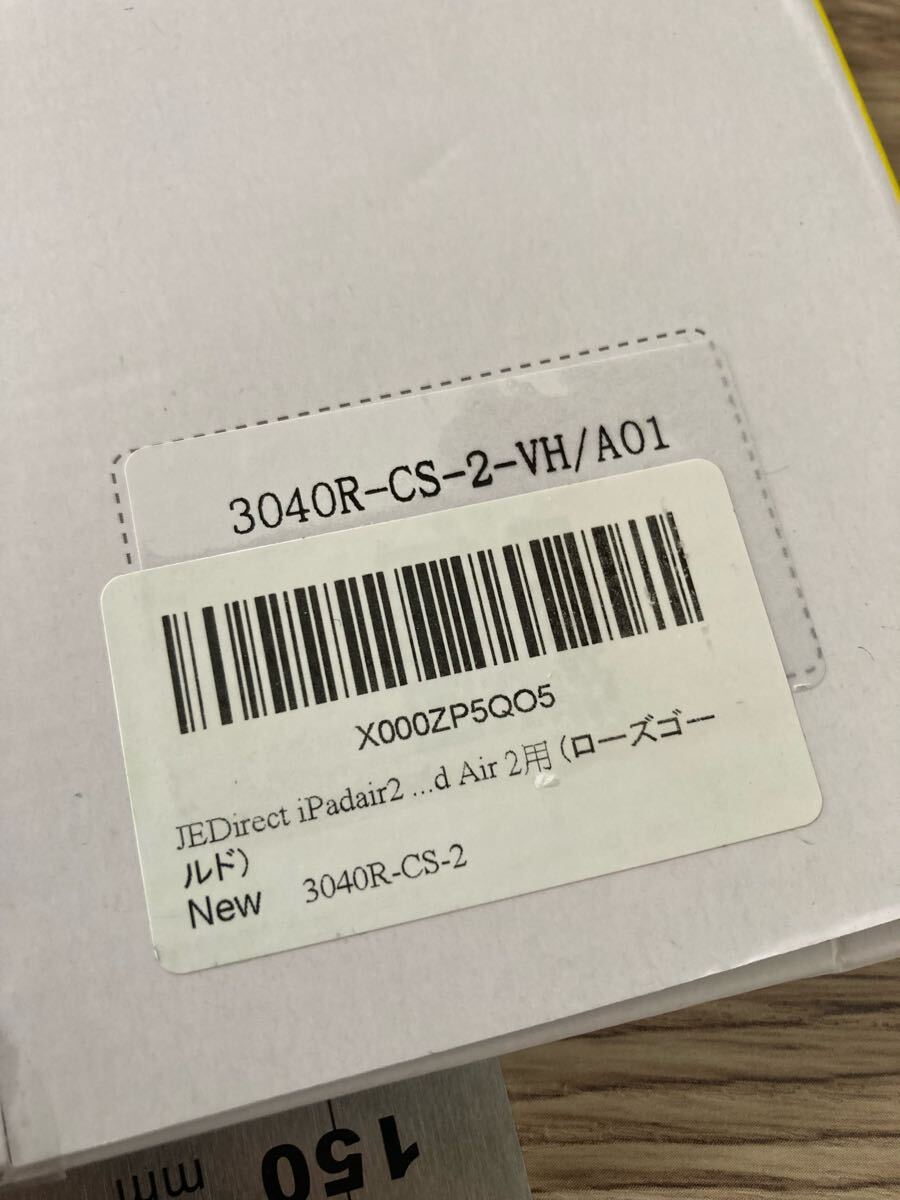 3040R-CS-2-VH/A01
X000ZP5QO5
JEDirect iPadair2 ...d Air 2用 (ローズゴー
ルド)
New 3040R-CS-2
150
mm